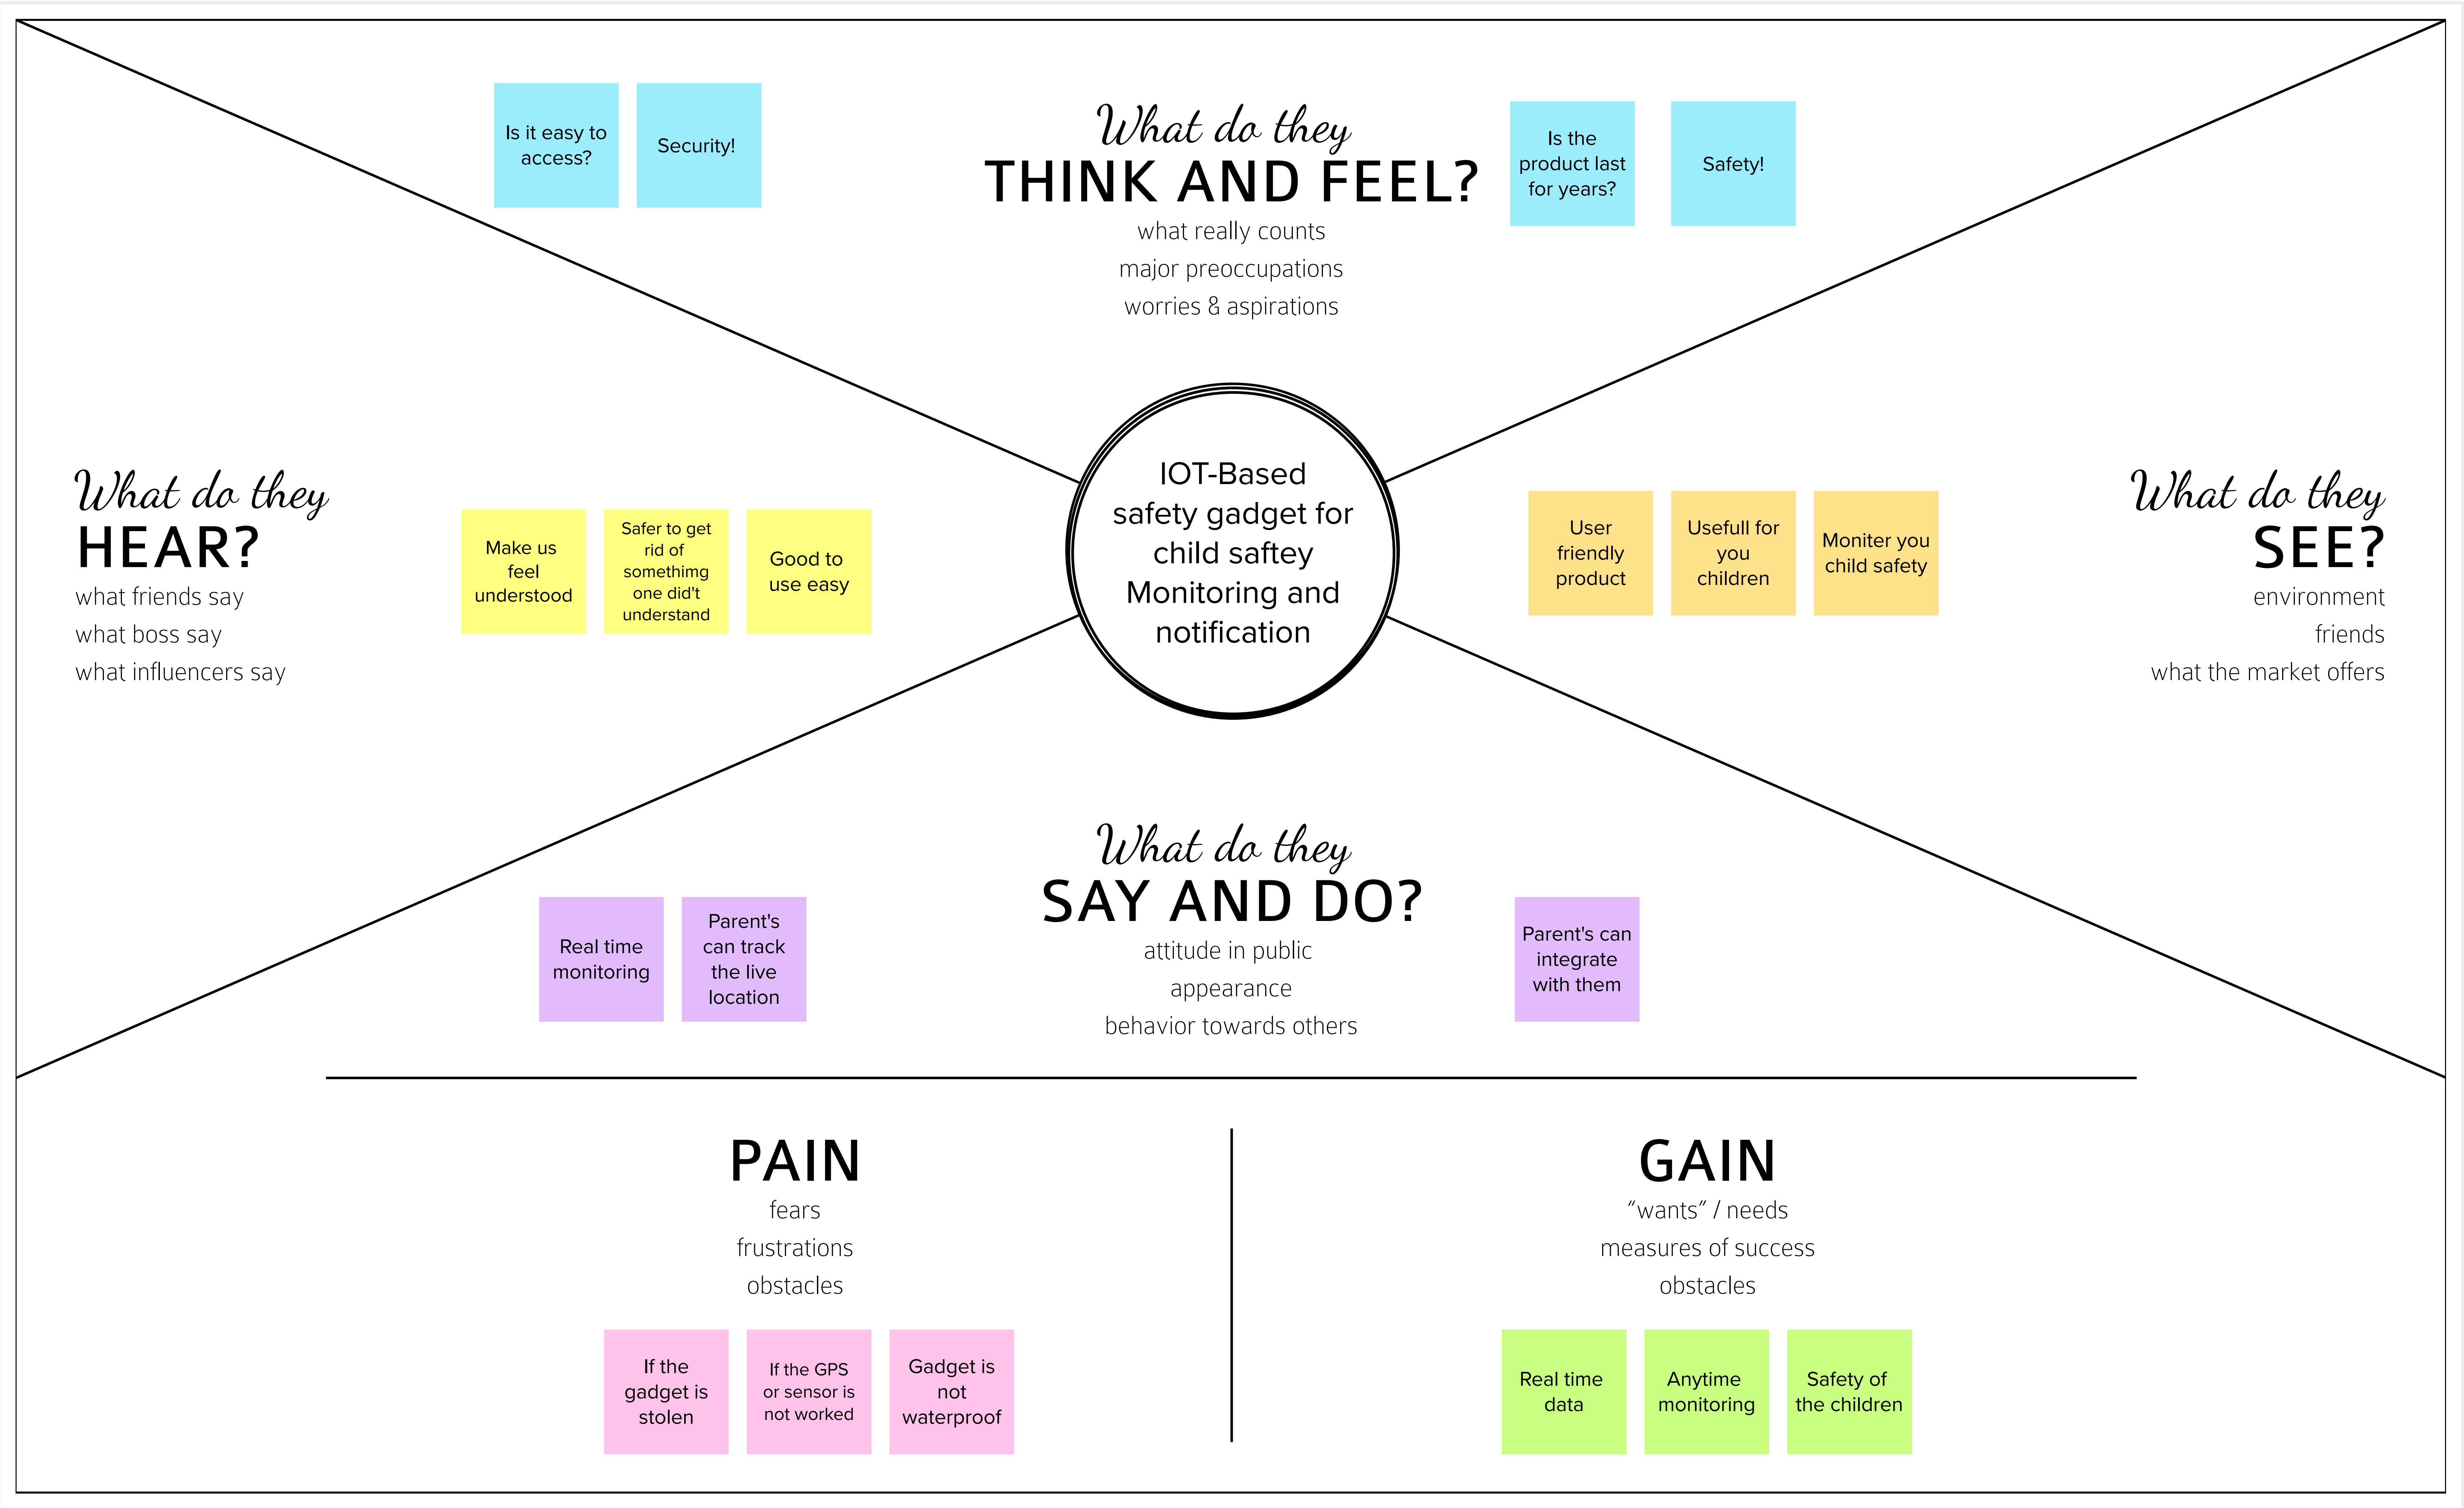 Is it easy to
access?
Security!
What do they
THINK AND FEEL?
what really counts
major preoccupations
worries & aspirations
Is the
product last
for years?
Safety!
What do they
HEAR?
what friends say
what boss say
what influencers say
Make us
feel
understood
Safer to get
rid of
somethimg
one did't
understand
Good to
use easy
IOT-Based
safety gadget for
child saftey
Monitoring and
notification
User
friendly
product
Usefull for
you
children
Moniter you
child safety
What do they
SEE?
environment
friends
what the market offers
What do they
SAY AND DO?
attitude in public
appearance
behavior towards others
Real time
monitoring
Parent's
can track
the live
location
Parent's can
integrate
with them
PAIN
fears
frustrations
obstacles
If the
gadget is
stolen
If the GPS
or sensor is
not worked
Gadget is
not
waterproof
GAIN
“wants” / needs
measures of success
obstacles
Real time
data
Anytime
monitoring
Safety of
the children